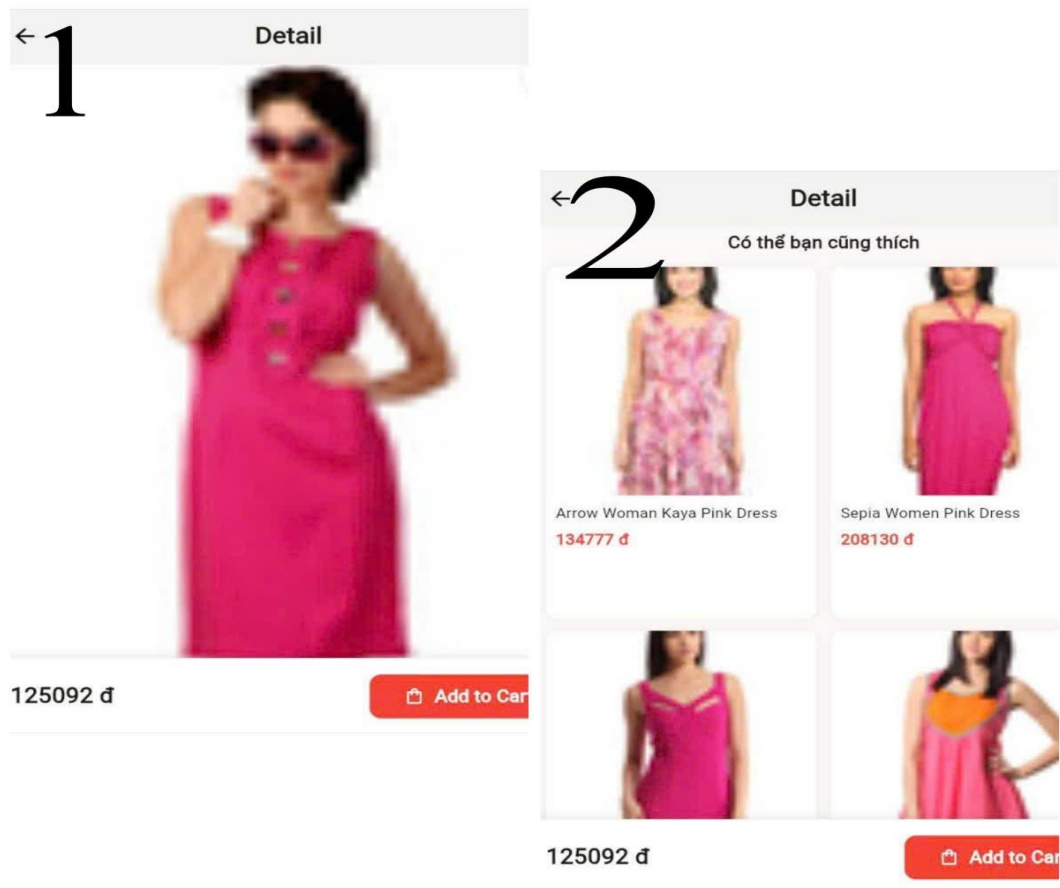 1
Detail
125092 đ
Add to Car
2
Detail
Có thể bạn cũng thích
Arrow Woman Kaya Pink Dress
134777 đ
Sepia Women Pink Dress
208130 đ
125092 đ
Add to Car